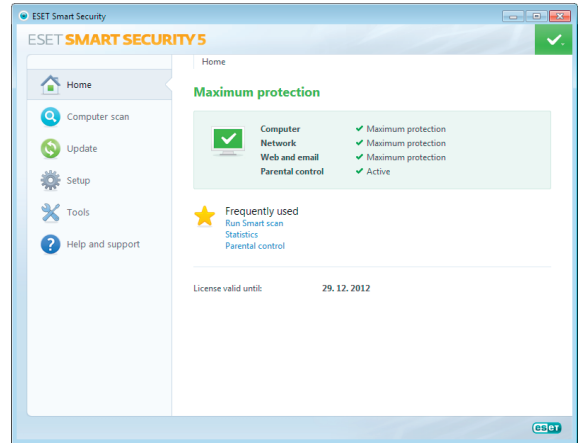 ESET Smart Security
ESET SMART SECURITY 5
Home
Home
Computer scan
Update
Setup
Tools
Help and support
Maximum protection
Computer ✔ Maximum protection
Network ✔ Maximum protection
Web and email ✔ Maximum protection
Parental control ✔ Active
Frequently used
Run Smart scan
Statistics
Parental control
License valid until: 29. 12. 2012
eset